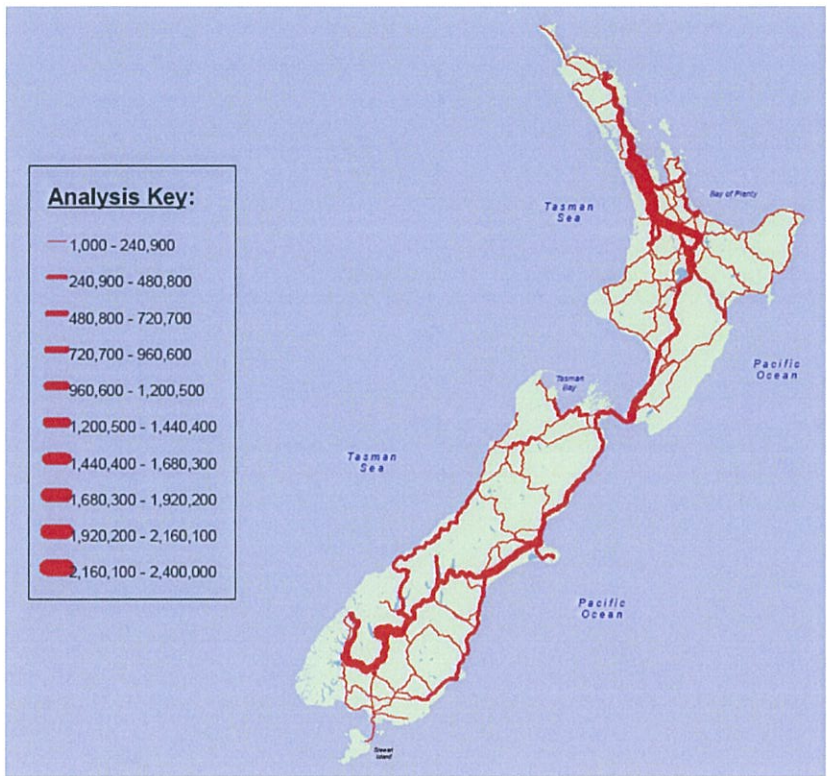 Analysis Key:
1,000 - 240,900
240,900 - 480,800
480,800 - 720,700
720,700 - 960,600
960,600 - 1,200,500
1,200,500 - 1,440,400
1,440,400 - 1,680,300
1,680,300 - 1,920,200
1,920,200 - 2,160,100
2,160,100 - 2,400,000
Bay of Plenty
Tasman
Sea
Pacific
Ocean
Tasman
Bay
Tasman
Sea
Pacific
Ocean
Stewart
Island